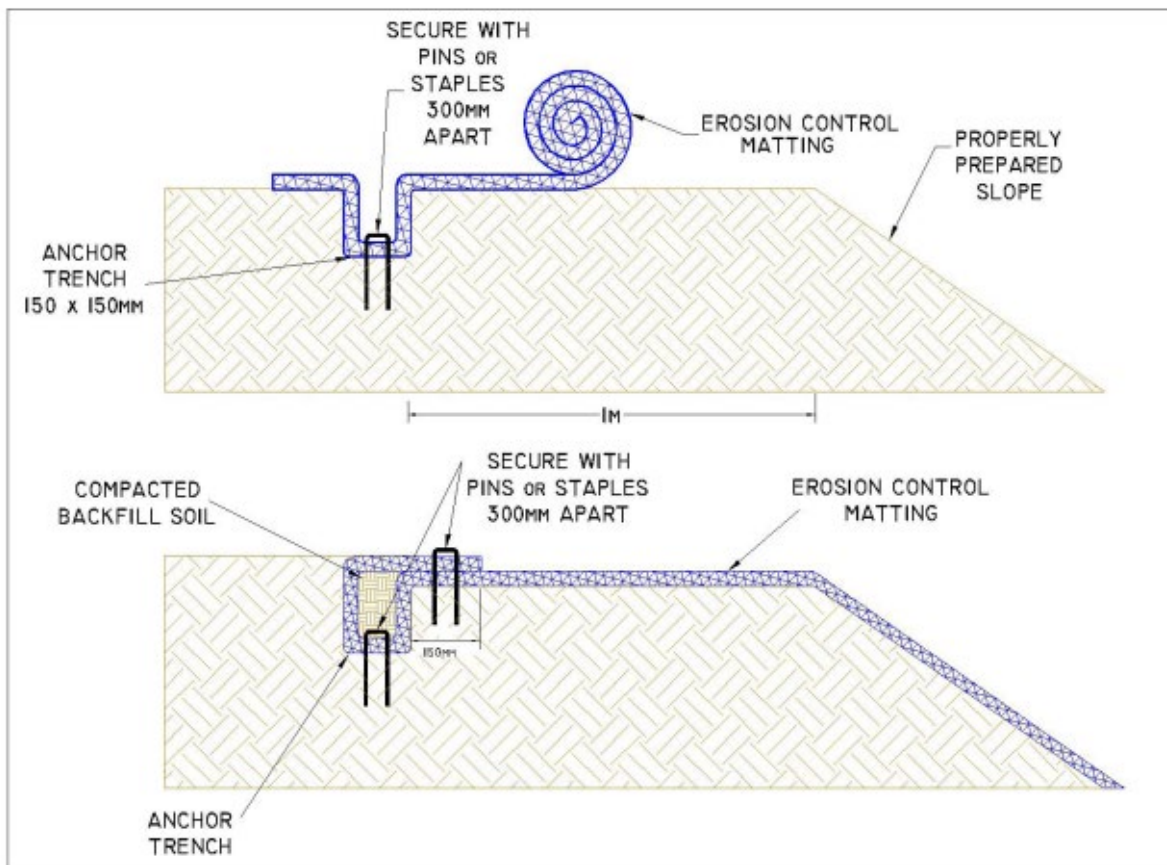 SECURE WITH
PINS OR
STAPLES
300MM
APART
EROSION CONTROL
MATTING
PROPERLY
PREPARED
SLOPE
ANCHOR
TRENCH
150 X 150MM
1M
SECURE WITH
PINS OR STAPLES
300MM APART
COMPACTED
BACKFILL SOIL
EROSION CONTROL
MATTING
150MM
ANCHOR
TRENCH